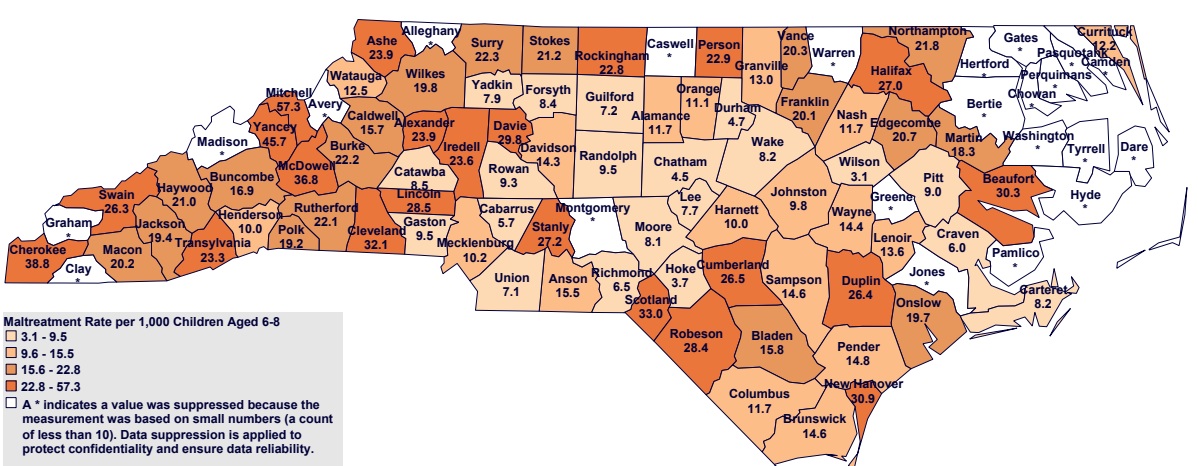 Alleghany
*
Ashe
23.9
Surry
22.3
Stokes
21.2
Rockingham
22.8
Caswell
*
Person
22.9
Granville
13.0
Vance
20.3
Warren
*
Northampton
21.8
Halifax
27.0
Hertford
*
Gates
*
Pasquotank
*
Currituck
12.2
Camden
*
Perquimans
*
Chowan
*
Bertie
*
Watauga
12.5
Wilkes
19.8
Yadkin
7.9
Forsyth
8.4
Guilford
7.2
Alamance
11.7
Orange
11.1
Durham
4.7
Franklin
20.1
Nash
11.7
Edgecombe
20.7
Martin
18.3
Washington
*
Tyrrell
*
Dare
*
Mitchell
57.3
Avery
*
Yancey
45.7
Madison
*
Caldwell
15.7
Alexander
23.9
Iredell
23.6
Davie
29.8
Davidson
14.3
Randolph
9.5
Chatham
4.5
Wake
8.2
Wilson
3.1
Pitt
9.0
Beaufort
30.3
Hyde
*
McDowell
36.8
Burke
22.2
Catawba
8.5
Rowan
9.3
Buncombe
16.9
Haywood
21.0
Swain
26.3
Graham
*
Cherokee
38.8
Clay
*
Macon
20.2
Jackson
19.4
Transylvania
23.3
Henderson
10.0
Polk
19.2
Rutherford
22.1
Cleveland
32.1
Lincoln
28.5
Gaston
9.5
Mecklenburg
10.2
Cabarrus
5.7
Stanly
27.2
Montgomery
*
Moore
8.1
Lee
7.7
Harnett
10.0
Johnston
9.8
Wayne
14.4
Greene
*
Lenoir
13.6
Craven
6.0
Pamlico
*
Jones
*
Carteret
8.2
Union
7.1
Anson
15.5
Richmond
6.5
Scotland
33.0
Hoke
3.7
Cumberland
26.5
Sampson
14.6
Duplin
26.4
Onslow
19.7
Robeson
28.4
Bladen
15.8
Pender
14.8
New Hanover
30.9
Columbus
11.7
Brunswick
14.6
Maltreatment Rate per 1,000 Children Aged 6-8
3.1 - 9.5
9.6 - 15.5
15.6 - 22.8
22.8 - 57.3
A * indicates a value was suppressed because the
measurement was based on small numbers (a count
of less than 10). Data suppression is applied to
protect confidentiality and ensure data reliability.